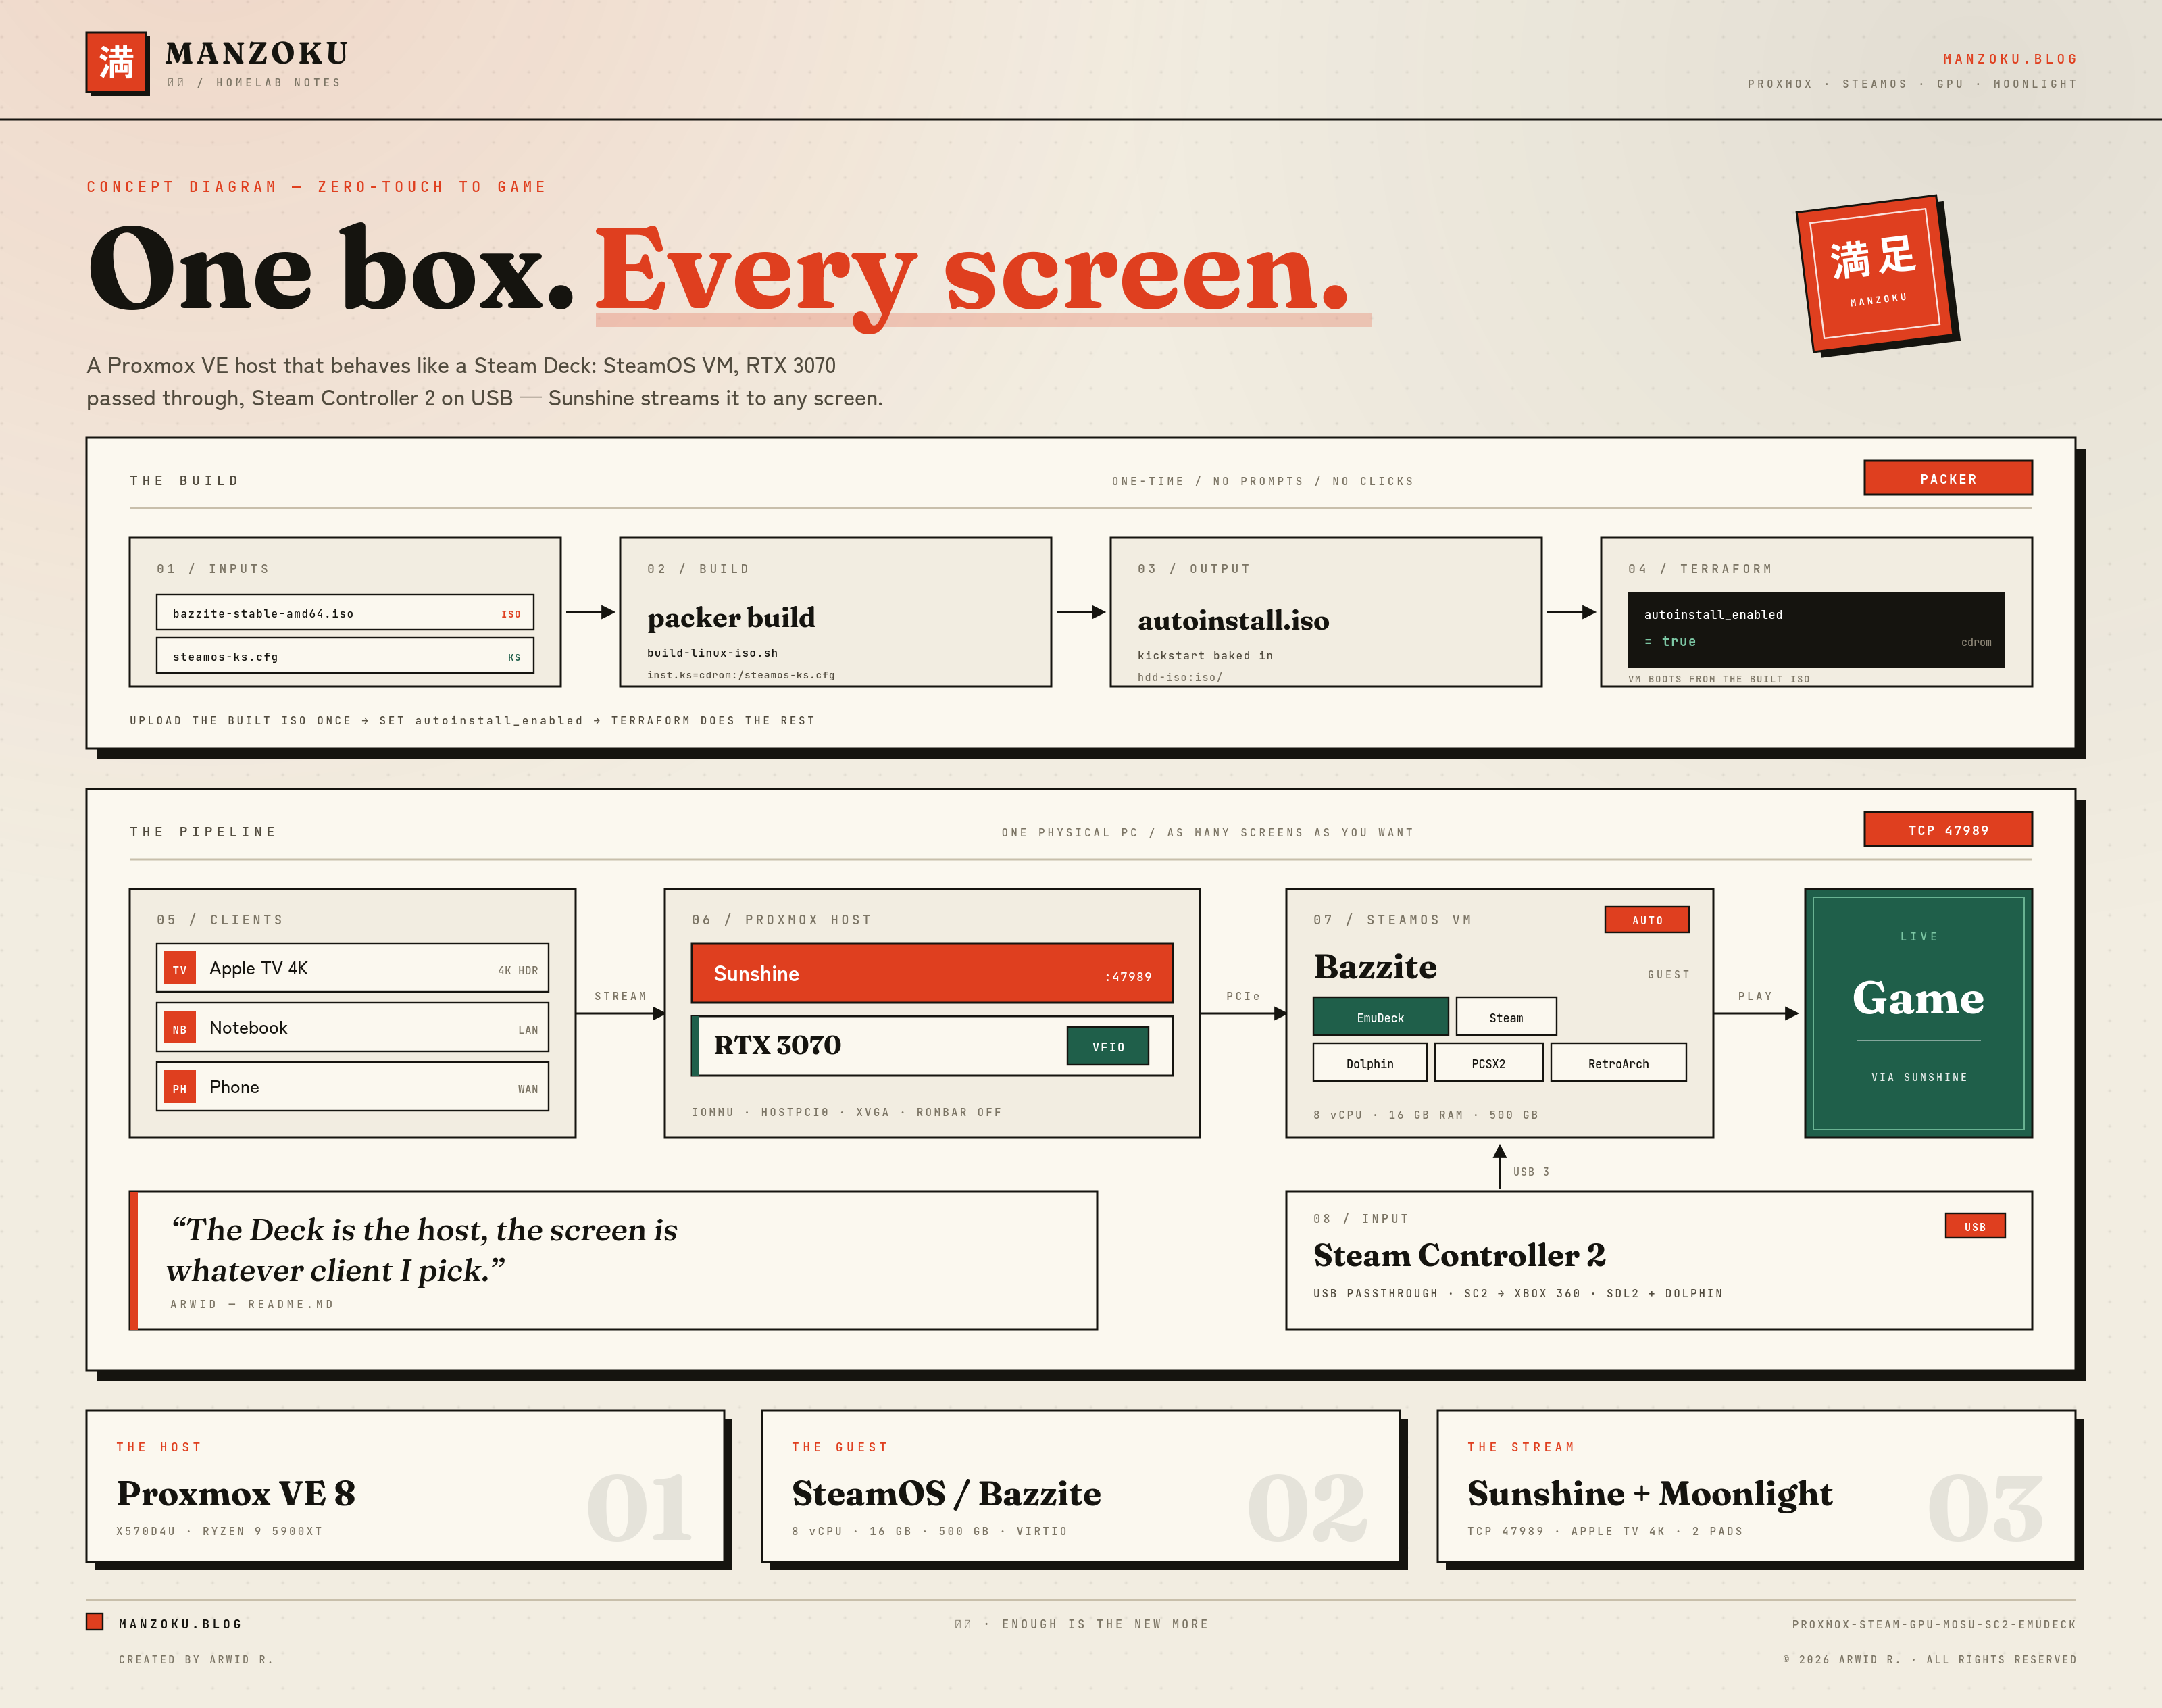 満
MANZOKU
/ HOMELAB NOTES
MANZOKU.BLOG
PROXMOX · STEAMOS · GPU · MOONLIGHT
CONCEPT DIAGRAM — ZERO-TOUCH TO GAME
One box. Every screen.
満足
MANZOKU
A Proxmox VE host that behaves like a Steam Deck: SteamOS VM, RTX 3070
passed through, Steam Controller 2 on USB — Sunshine streams it to any screen.
THE BUILD
ONE-TIME / NO PROMPTS / NO CLICKS
PACKER
01 / INPUTS
bazzite-stable-amd64.iso ISO
steamos-ks.cfg KS
02 / BUILD
packer build
build-linux-iso.sh
inst.ks=cdrom:/steamos-ks.cfg
03 / OUTPUT
autoinstall.iso
kickstart baked in
hdd-iso:iso/
04 / TERRAFORM
autoinstall_enabled
= true cdrom
VM BOOTS FROM THE BUILT ISO
UPLOAD THE BUILT ISO ONCE → SET autoinstall_enabled → TERRAFORM DOES THE REST
THE PIPELINE
ONE PHYSICAL PC / AS MANY SCREENS AS YOU WANT
TCP 47989
05 / CLIENTS
TV Apple TV 4K 4K HDR
NB Notebook LAN
PH Phone WAN
STREAM
06 / PROXMOX HOST
Sunshine :47989
RTX 3070 VFIO
IOMMU · HOSTPCI0 · XVGA · ROMBAR OFF
PCIe
07 / STEAMOS VM AUTO
Bazzite GUEST
EmuDeck Steam
Dolphin PCSX2 RetroArch
8 vCPU · 16 GB RAM · 500 GB
PLAY
LIVE
Game
VIA SUNSHINE
USB 3
“The Deck is the host, the screen is
whatever client I pick.”
ARWID — README.MD
08 / INPUT USB
Steam Controller 2
USB PASSTHROUGH · SC2 → XBOX 360 · SDL2 + DOLPHIN
THE HOST
Proxmox VE 8
X570D4U · RYZEN 9 5900XT
01
THE GUEST
SteamOS / Bazzite
8 vCPU · 16 GB · 500 GB · VIRTIO
02
THE STREAM
Sunshine + Moonlight
TCP 47989 · APPLE TV 4K · 2 PADS
03
MANZOKU.BLOG
· ENOUGH IS THE NEW MORE
PROXMOX-STEAM-GPU-MOSU-SC2-EMUDECK
CREATED BY ARWID R.
© 2026 ARWID R. · ALL RIGHTS RESERVED